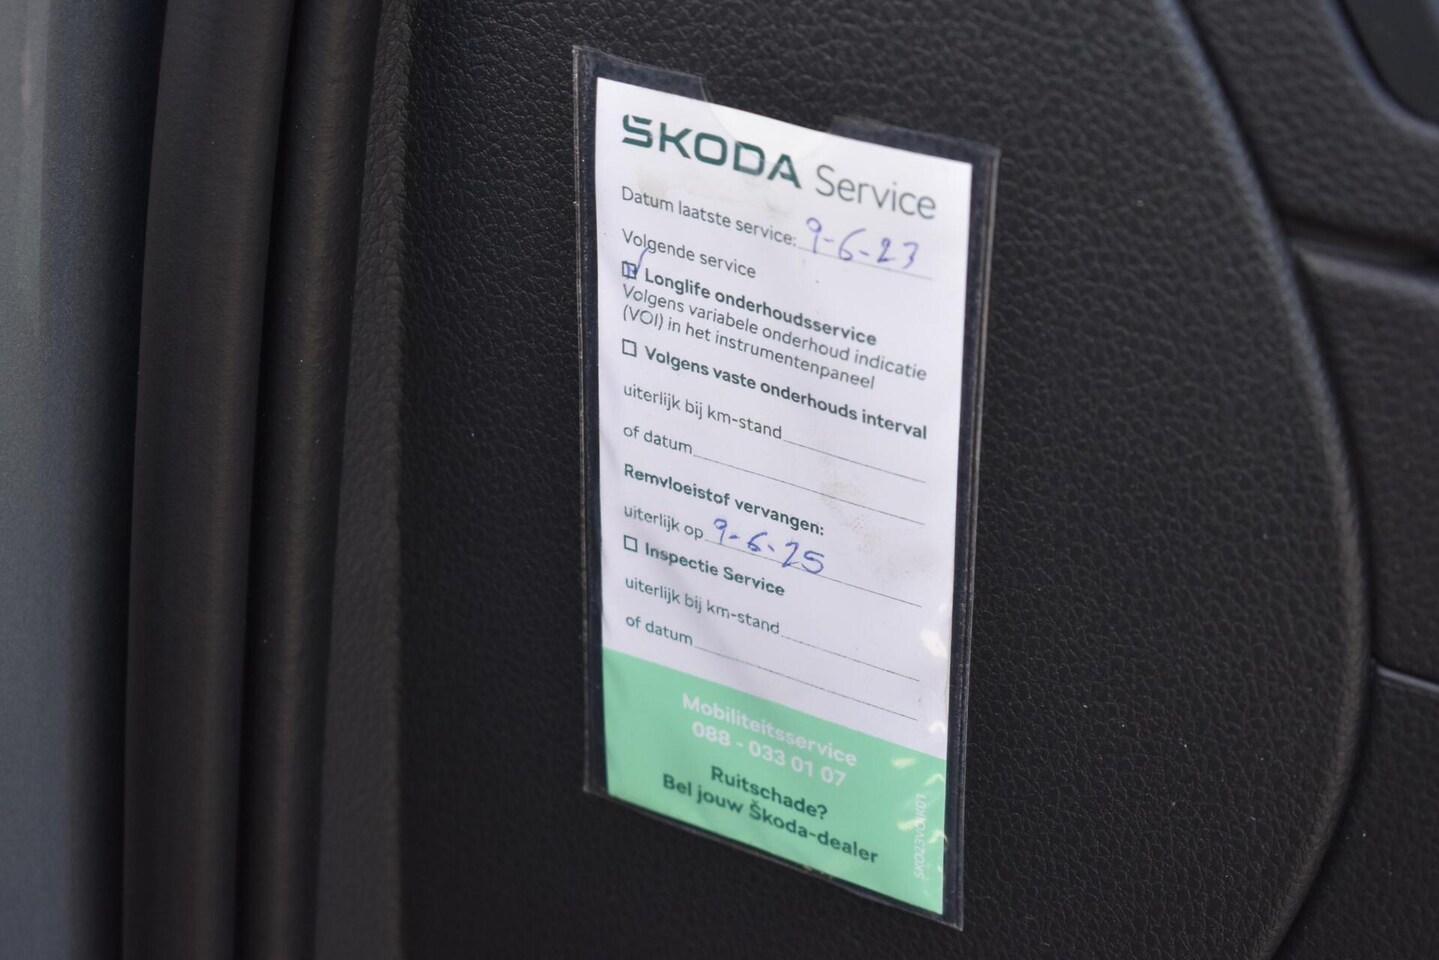 ŠKODA Service
Datum laatste service: 9-6-23
Volgende service
Longlife onderhoudsservice
Volgens variabele onderhoud indicatie
(VOI) in het instrumentenpaneel
Volgens vaste onderhouds interval
uiterlijk bij km-stand
of datum
Remvloeistof vervangen:
uiterlijk op 9-6-25
Inspectie Service
uiterlijk bij km-stand
of datum
Mobiliteitsservice
088 - 033 01 07
Ruitschade?
Bel jouw Škoda-dealer